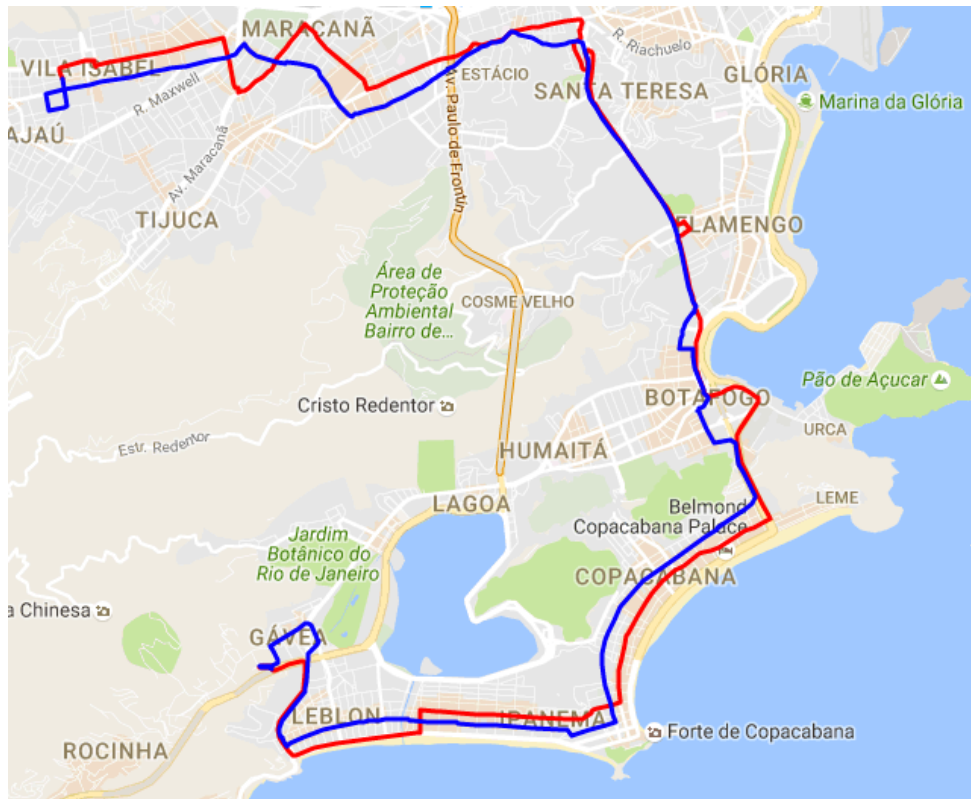 MARACANÃ
R. Riachuelo
VILA ISABEL
ESTÁCIO
GLÓRIA
R. Maxwell
SANTA TERESA
Marina da Glória
AJAÚ
Av. Paulo de Frontin
Av. Maracanã
TIJUCA
FLAMENGO
Área de
Proteção
Ambiental
Bairro de...
COSME VELHO
Pão de Açucar
BOTAFOGO
Cristo Redentor
URCA
Estr. Redentor
HUMAITÁ
LAGOA
LEME
Belmond
Copacabana Palace
Jardim
Botânico do
Rio de Janeiro
COPACABANA
a Chinesa
GÁVEA
LEBLON
IPANEMA
Forte de Copacabana
ROCINHA